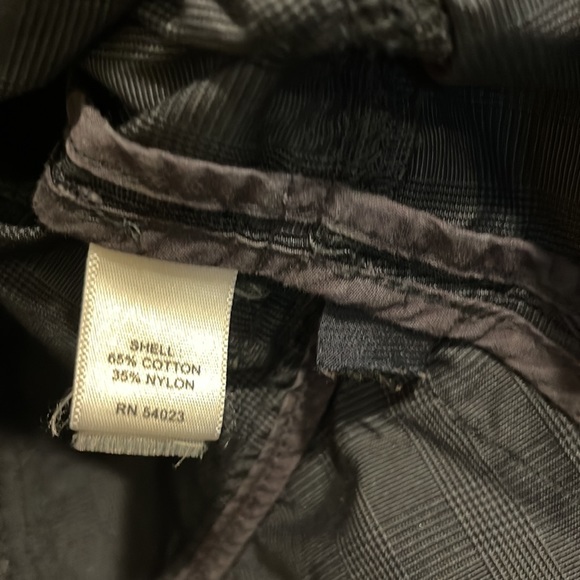 SHELL:
65% COTTON
35% NYLON
RN 54023